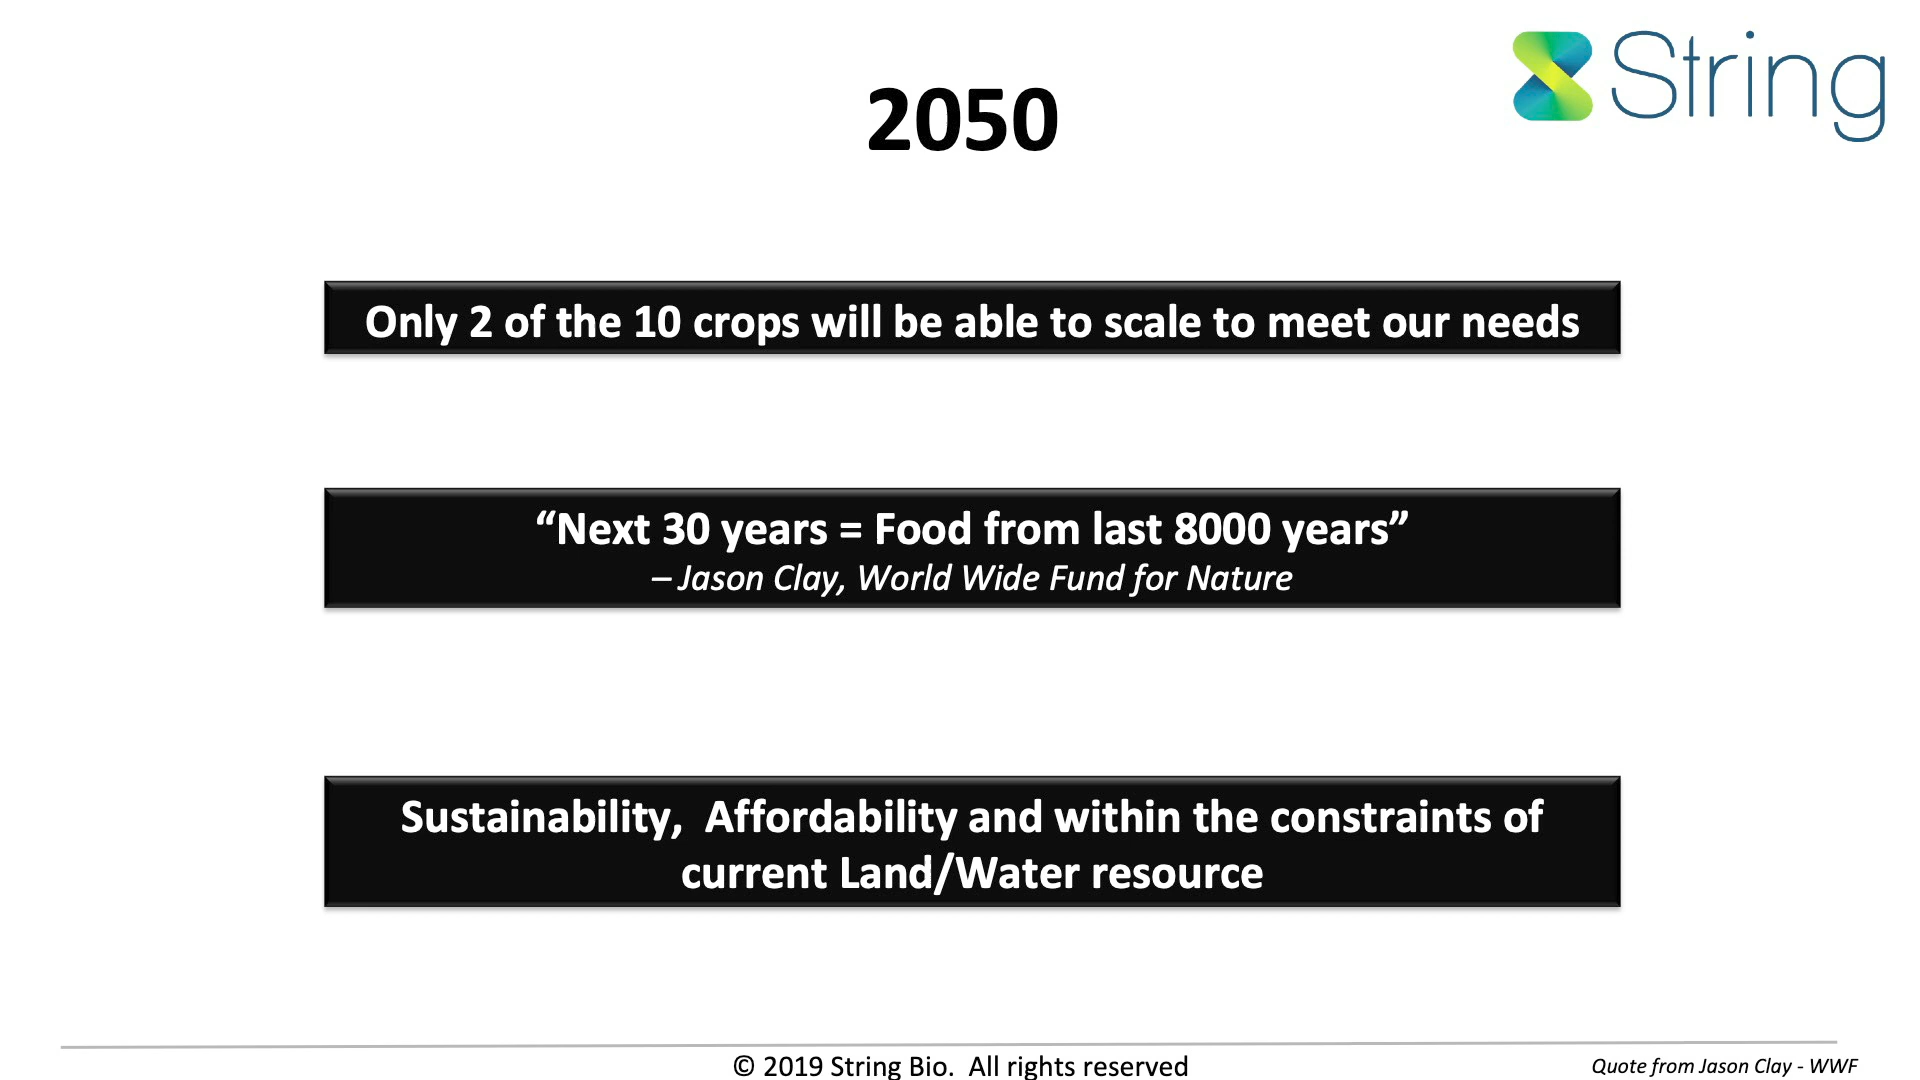 String
2050
Only 2 of the 10 crops will be able to scale to meet our needs
“Next 30 years = Food from last 8000 years”
– Jason Clay, World Wide Fund for Nature
Sustainability,  Affordability and within the constraints of
current Land/Water resource
© 2019 String Bio.  All rights reserved
Quote from Jason Clay - WWF